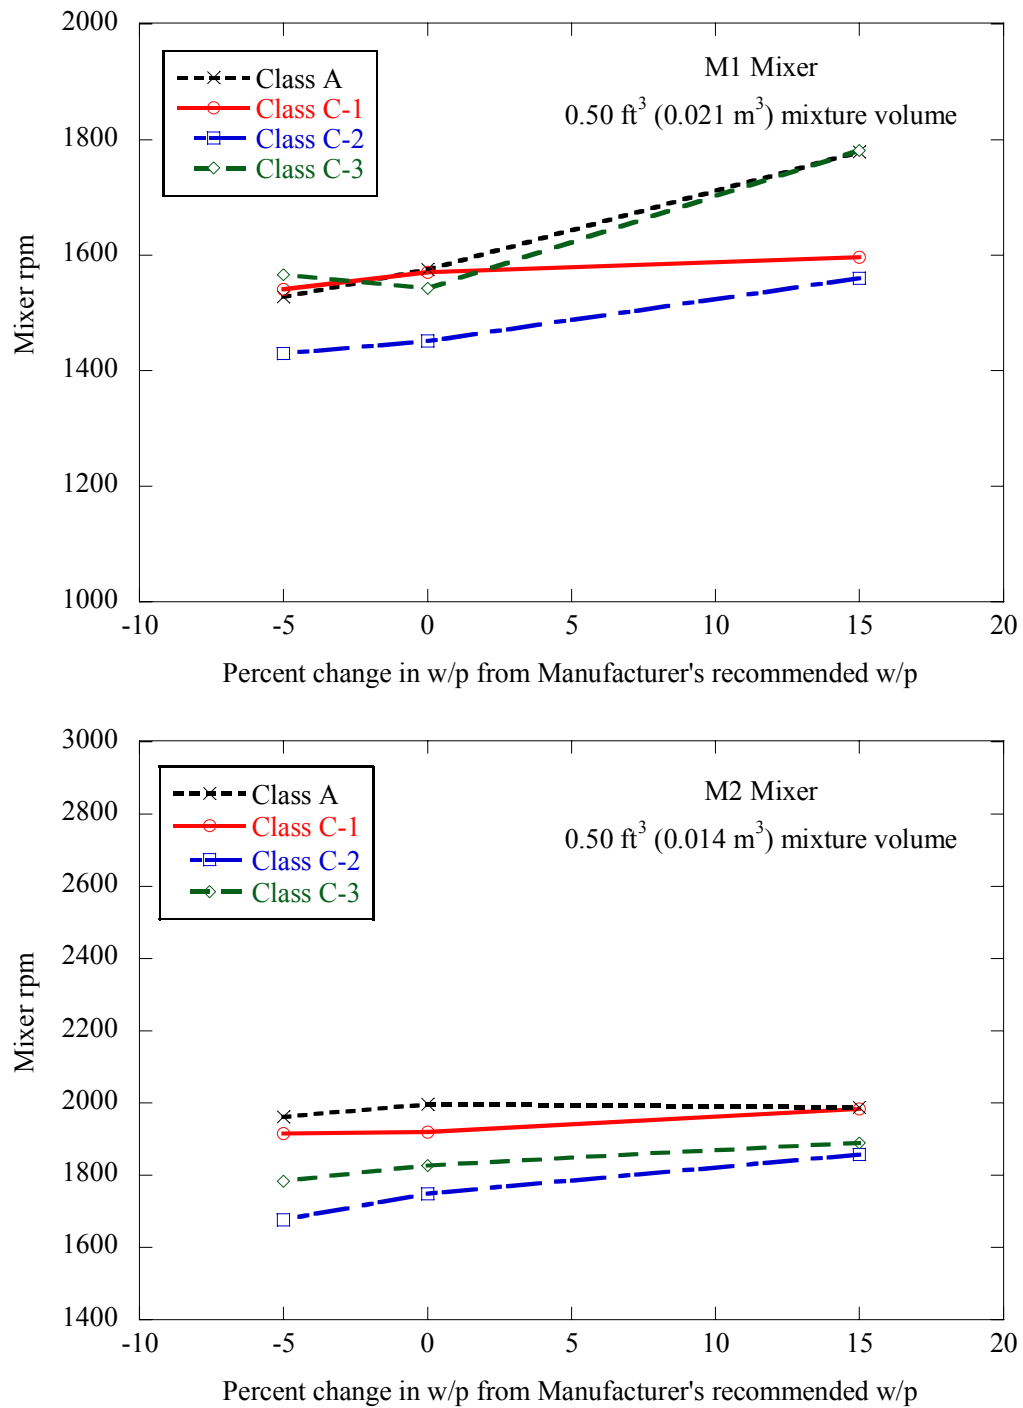 2000
1800
1600
1400
1200
1000
Mixer rpm
Class A
Class C-1
Class C-2
Class C-3
M1 Mixer
0.50 ft³ (0.021 m³) mixture volume
-10 -5 0 5 10 15 20
Percent change in w/p from Manufacturer's recommended w/p
3000
2800
2600
2400
2200
2000
1800
1600
1400
Mixer rpm
Class A
Class C-1
Class C-2
Class C-3
M2 Mixer
0.50 ft³ (0.014 m³) mixture volume
-10 -5 0 5 10 15 20
Percent change in w/p from Manufacturer's recommended w/p